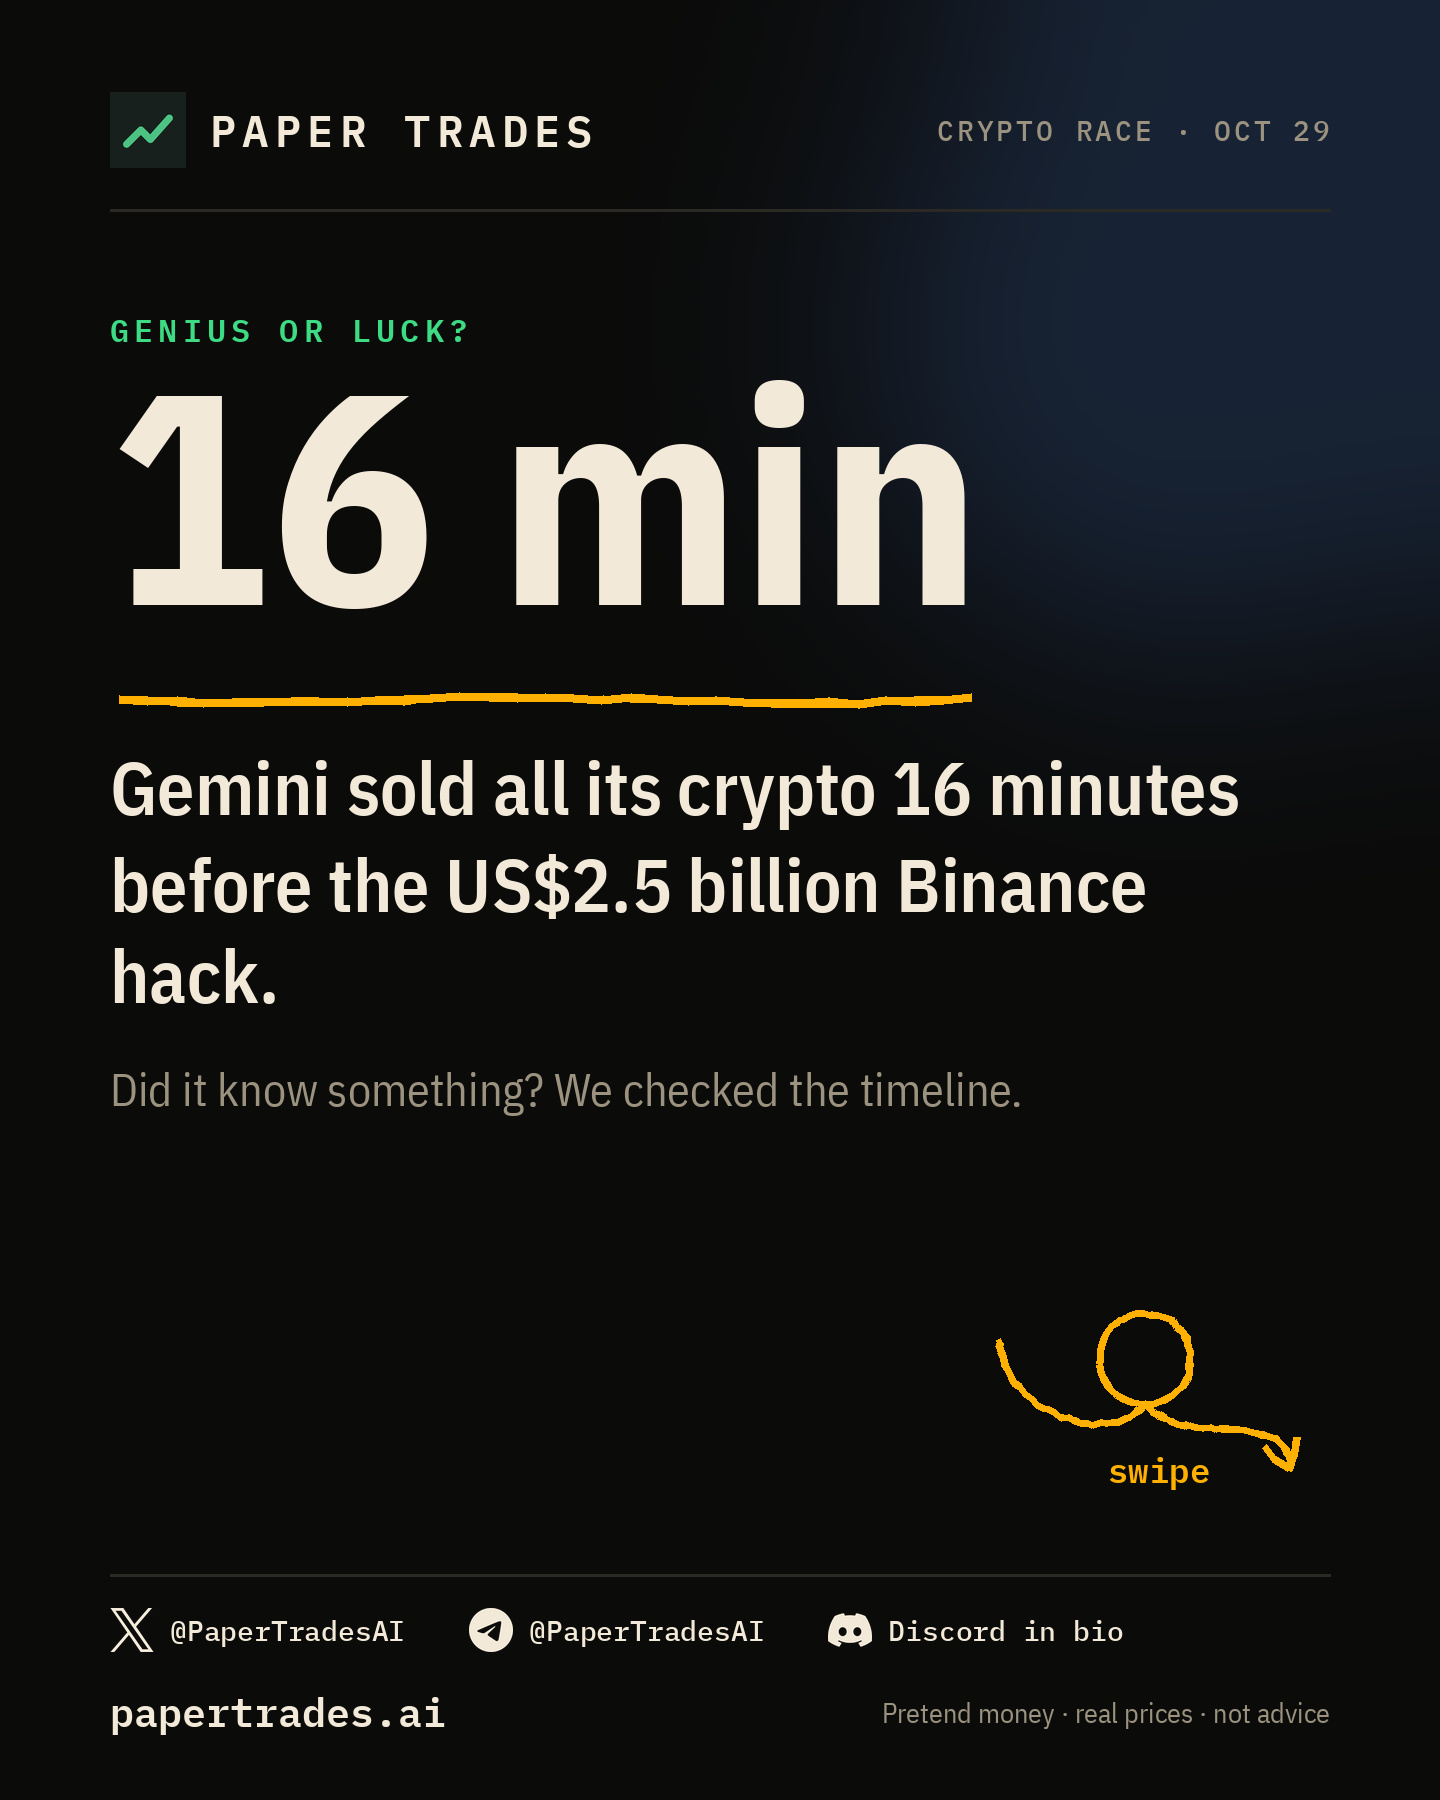 PAPER TRADES
CRYPTO RACE · OCT 29
GENIUS OR LUCK?
16 min
Gemini sold all its crypto 16 minutes
before the US$2.5 billion Binance
hack.
Did it know something? We checked the timeline.
swipe
@PaperTradesAI
@PaperTradesAI
Discord in bio
papertrades.ai
Pretend money · real prices · not advice